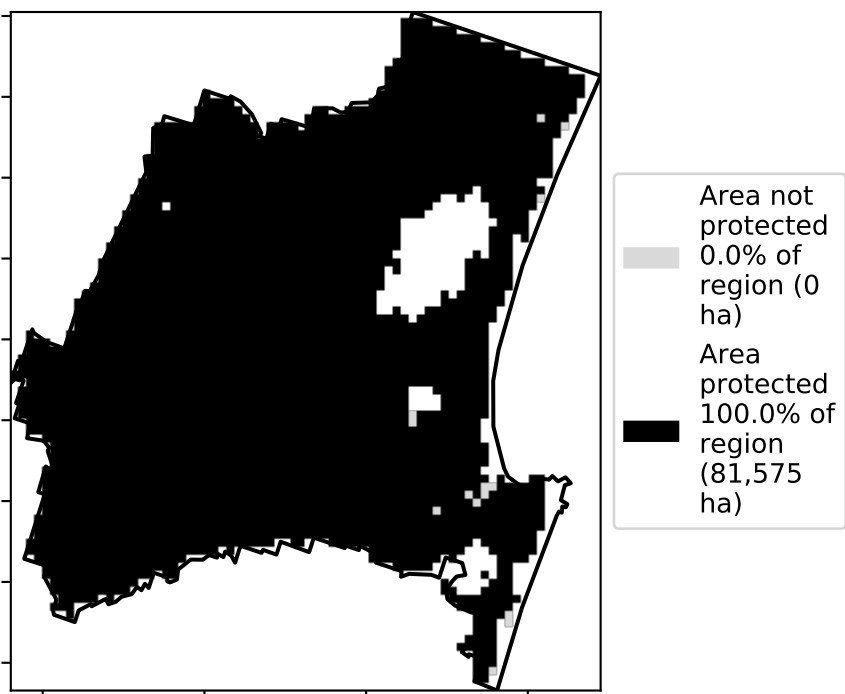 Area not
protected
0.0% of
region (0
ha)
Area
protected
100.0% of
region
(81,575
ha)